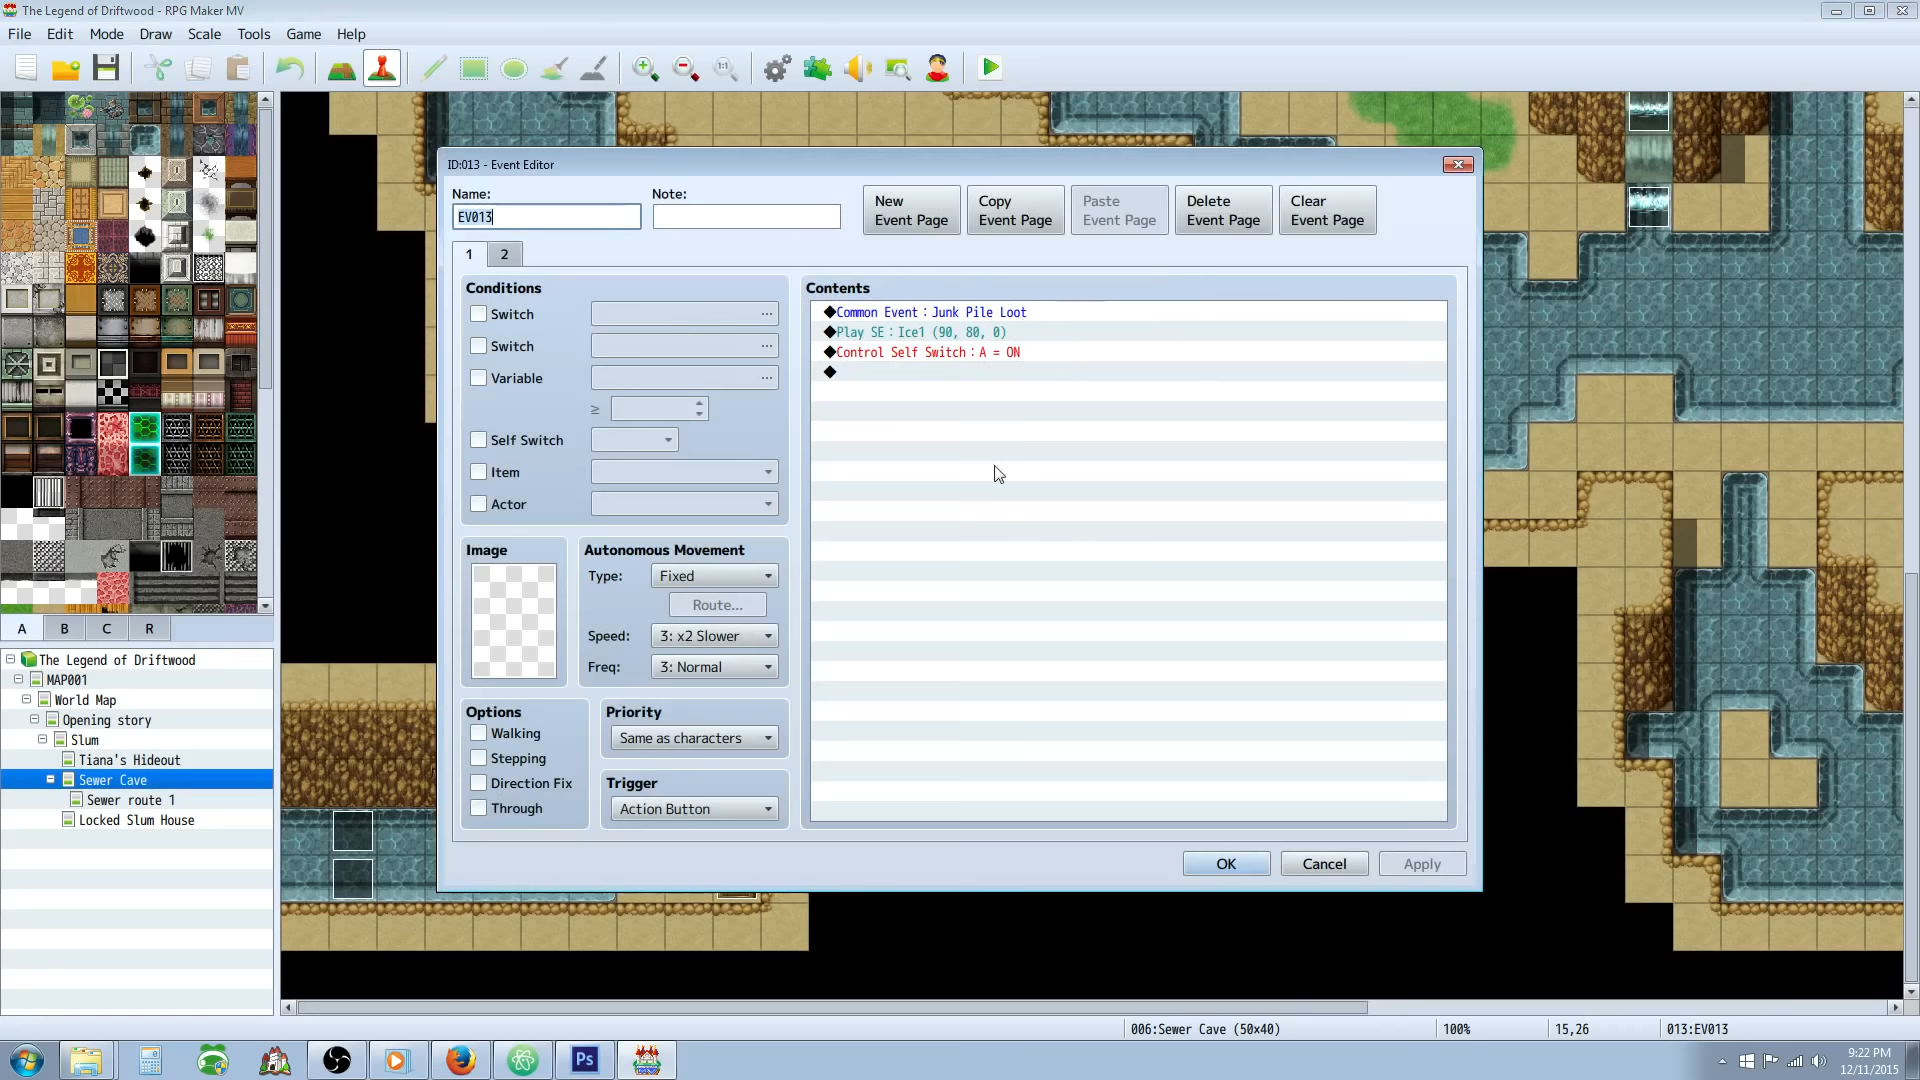 The Legend of Driftwood - RPG Maker MV
File Edit Mode Draw Scale Tools Game Help
1:1
ID:013 - Event Editor
Name:
EV013
Note:
New Event Page
Copy Event Page
Paste Event Page
Delete Event Page
Clear Event Page
1 2
Conditions
Switch ...
Switch ...
Variable ...
≥
Self Switch
Item
Actor
Image
Autonomous Movement
Type: Fixed
Route...
Speed: 3: x2 Slower
Freq: 3: Normal
Options
Walking
Stepping
Direction Fix
Through
Priority
Same as characters
Trigger
Action Button
Contents
◆Common Event : Junk Pile Loot
◆Play SE : Ice1 (90, 80, 0)
◆Control Self Switch : A = ON
◆
OK Cancel Apply
A B C R
The Legend of Driftwood
MAP001
World Map
Opening story
Slum
Tiana's Hideout
Sewer Cave
Sewer route 1
Locked Slum House
006:Sewer Cave (50x40) 100% 15,26 013:EV013
Ps
9:22 PM
12/11/2015